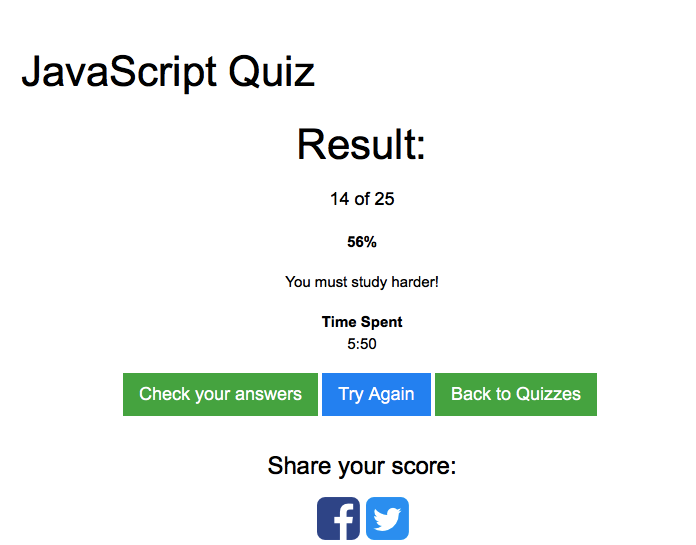 JavaScript Quiz
Result:
14 of 25
56%
You must study harder!
Time Spent
5:50
Check your answers Try Again Back to Quizzes
Share your score: